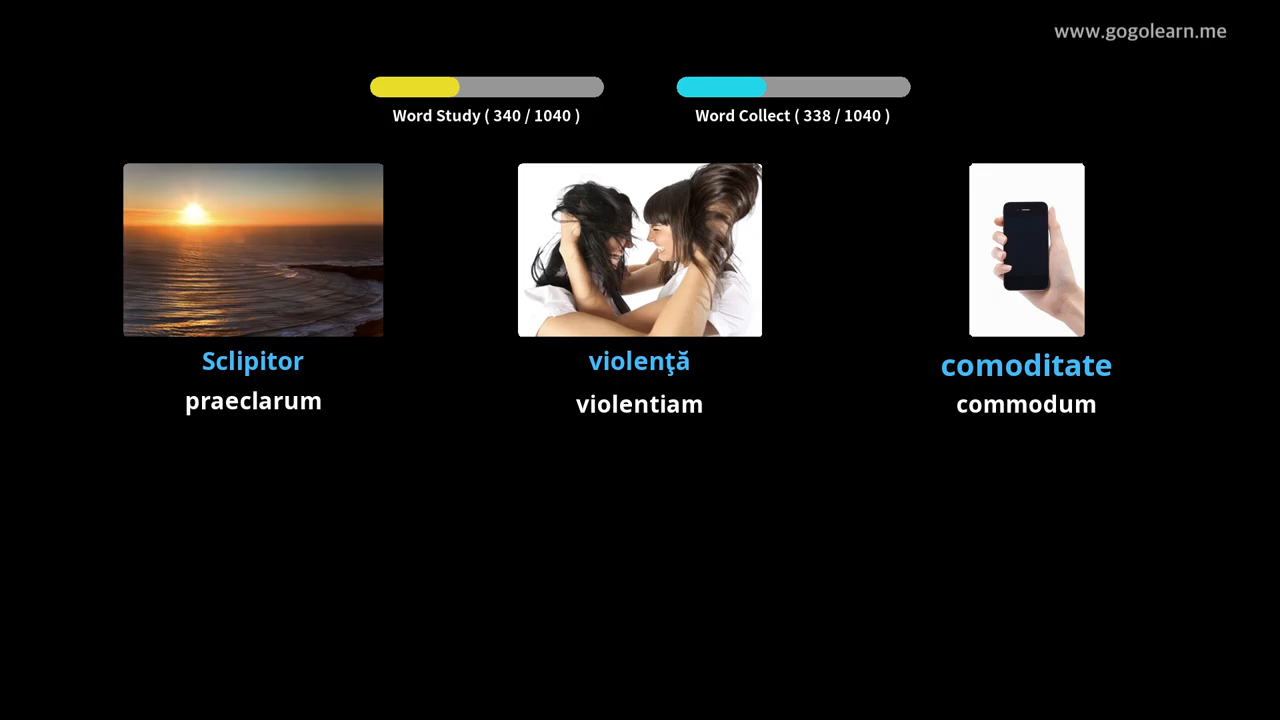 www.gogolearn.me
Word Study ( 340 / 1040 )
Word Collect ( 338 / 1040 )
Sclipitor
praeclarum
violenţă
violentiam
comoditate
commodum